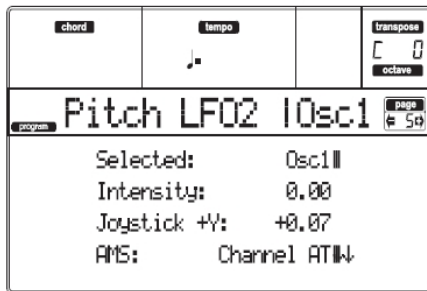 chord tempo transpose
C 0
octave
program Pitch LFO2 |Osc1 page 5
Selected: Osc1
Intensity: 0.00
Joystick +Y: +0.07
AMS: Channel AT